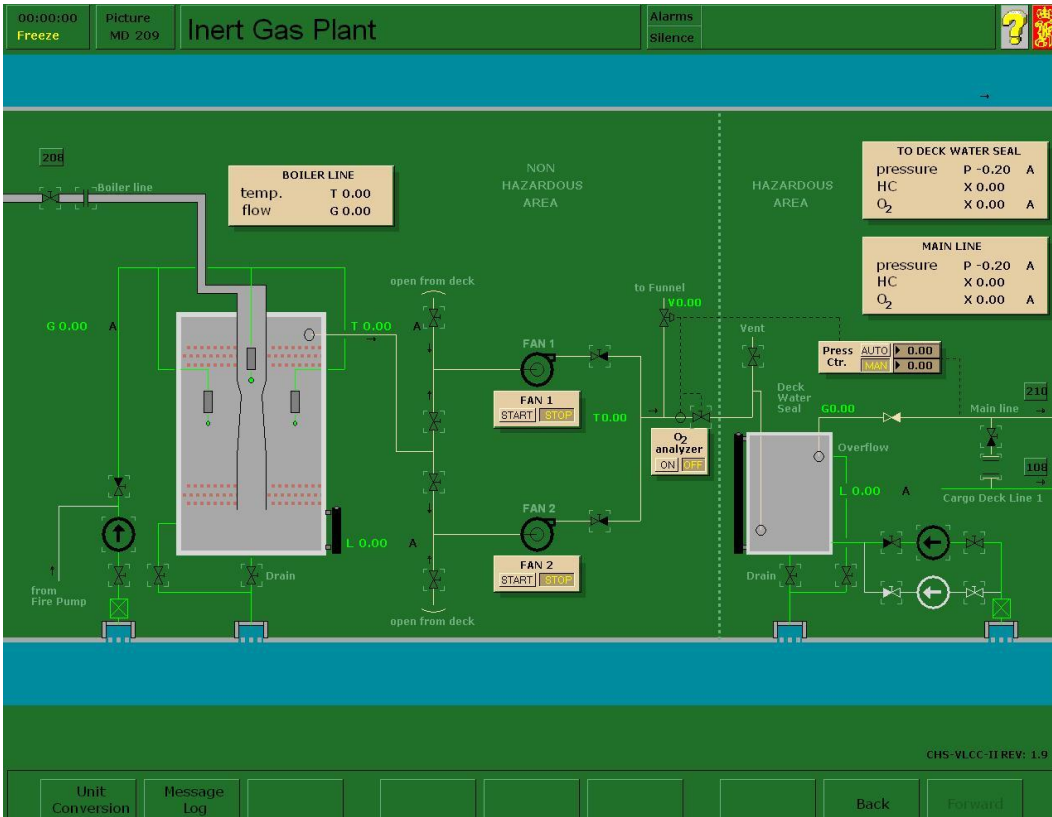 00:00:00
Freeze
Picture
MD 209
Inert Gas Plant
Alarms
Silence
?
208
Boiler line
BOILER LINE
temp. T 0.00
flow G 0.00
NON
HAZARDOUS
AREA
HAZARDOUS
AREA
TO DECK WATER SEAL
pressure P -0.20 A
HC X 0.00
O2 X 0.00 A
MAIN LINE
pressure P -0.20 A
HC X 0.00
O2 X 0.00 A
open from deck
to Funnel
V0.00
G 0.00 A
T 0.00 A
FAN 1
FAN 1
START STOP
Vent
Press
Ctr.
AUTO 0.00
MAN 0.00
T0.00
O2
analyzer
ON OFF
Deck
Water
Seal
G0.00
Main line
210
Overflow
L 0.00 A
108
Cargo Deck Line 1
FAN 2
FAN 2
START STOP
L 0.00 A
from
Fire Pump
Drain
Drain
open from deck
CHS-VLCC-II REV: 1.9
Unit
Conversion
Message
Log
Back
Forward